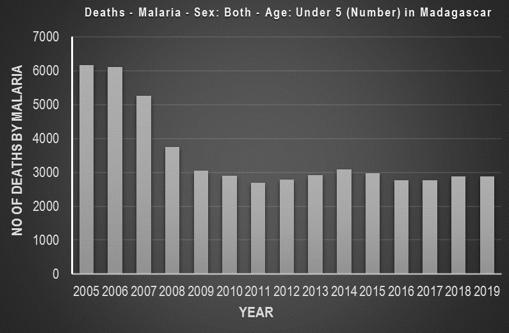 Deaths - Malaria - Sex: Both - Age: Under 5 (Number) in Madagascar
NO OF DEATHS BY MALARIA
7000
6000
5000
4000
3000
2000
1000
0
2005 2006 2007 2008 2009 2010 2011 2012 2013 2014 2015 2016 2017 2018 2019
YEAR